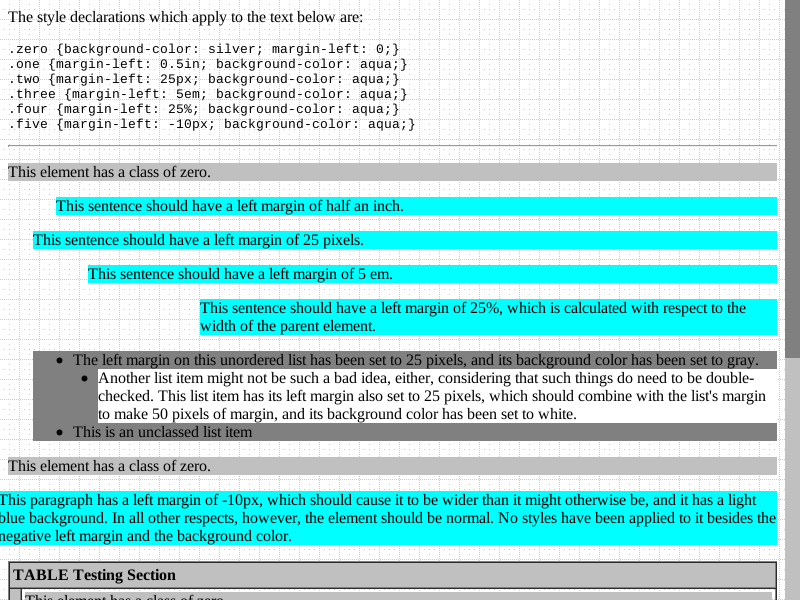 The style declarations which apply to the text below are:
.zero {background-color: silver; margin-left: 0;}
.one {margin-left: 0.5in; background-color: aqua;}
.two {margin-left: 25px; background-color: aqua;}
.three {margin-left: 5em; background-color: aqua;}
.four {margin-left: 25%; background-color: aqua;}
.five {margin-left: -10px; background-color: aqua;}
This element has a class of zero.
This sentence should have a left margin of half an inch.
This sentence should have a left margin of 25 pixels.
This sentence should have a left margin of 5 em.
This sentence should have a left margin of 25%, which is calculated with respect to the
width of the parent element.
The left margin on this unordered list has been set to 25 pixels, and its background color has been set to gray.
Another list item might not be such a bad idea, either, considering that such things do need to be double-
checked. This list item has its left margin also set to 25 pixels, which should combine with the list's margin
to make 50 pixels of margin, and its background color has been set to white.
This is an unclassed list item
This element has a class of zero.
This paragraph has a left margin of -10px, which should cause it to be wider than it might otherwise be, and it has a light
blue background. In all other respects, however, the element should be normal. No styles have been applied to it besides the
negative left margin and the background color.
TABLE Testing Section
This element has a class of zero.